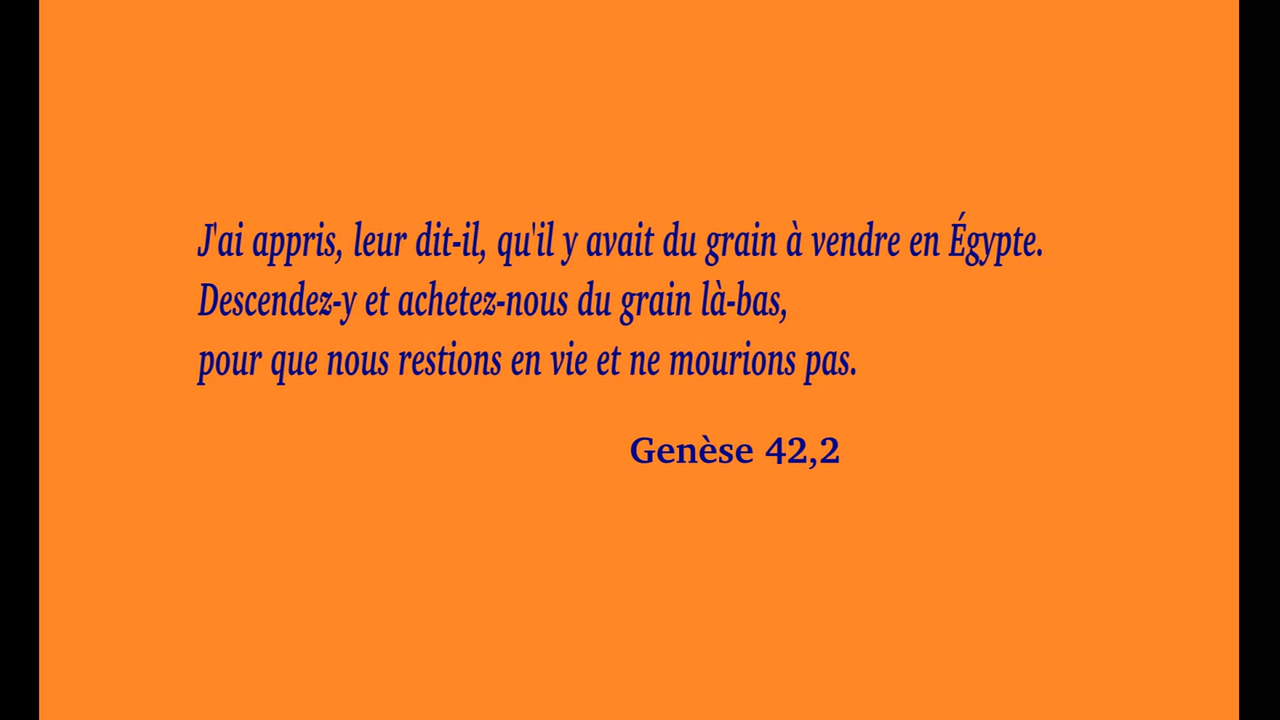 J'ai appris, leur dit-il, qu'il y avait du grain à vendre en Égypte.
Descendez-y et achetez-nous du grain là-bas,
pour que nous restions en vie et ne mourions pas.
Genèse 42,2